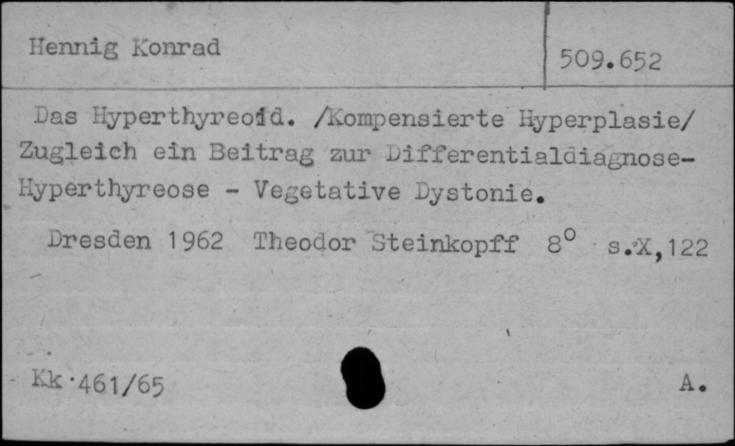 Hennig Konrad
509.652
Das Hyperthyreoid. /Kompensierte Hyperplasie/
Zugleich ein Beitrag zur Differentialdiagnose-
Hyperthyreose - Vegetative Dystonie.
Dresden 1962 Theodor Steinkopff 8° s.X,122
Kk 461/65
A.